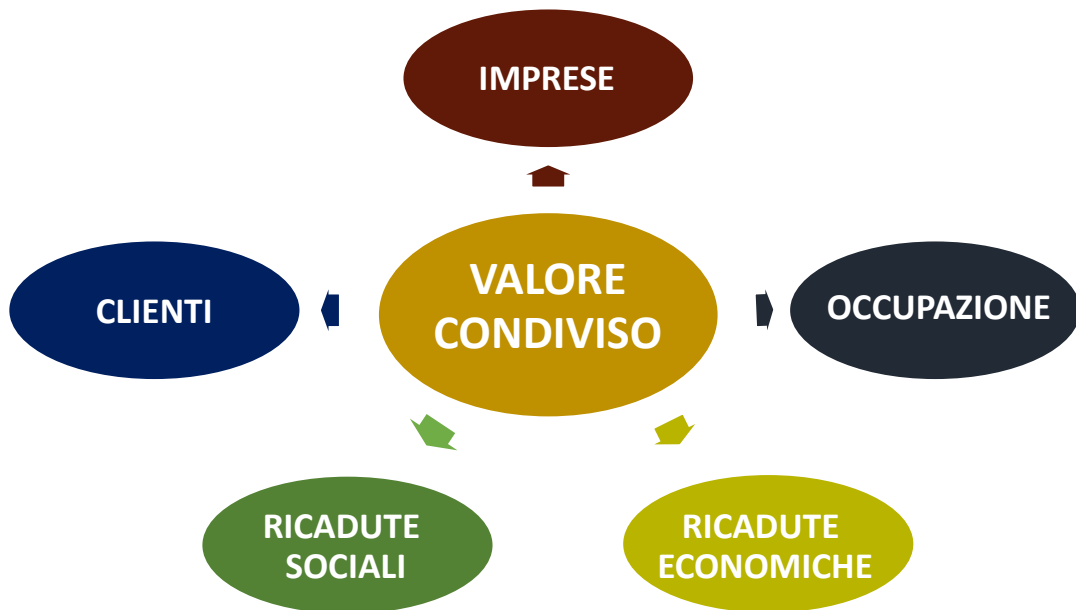 IMPRESE
VALORE
CONDIVISO
CLIENTI
OCCUPAZIONE
RICADUTE
SOCIALI
RICADUTE
ECONOMICHE